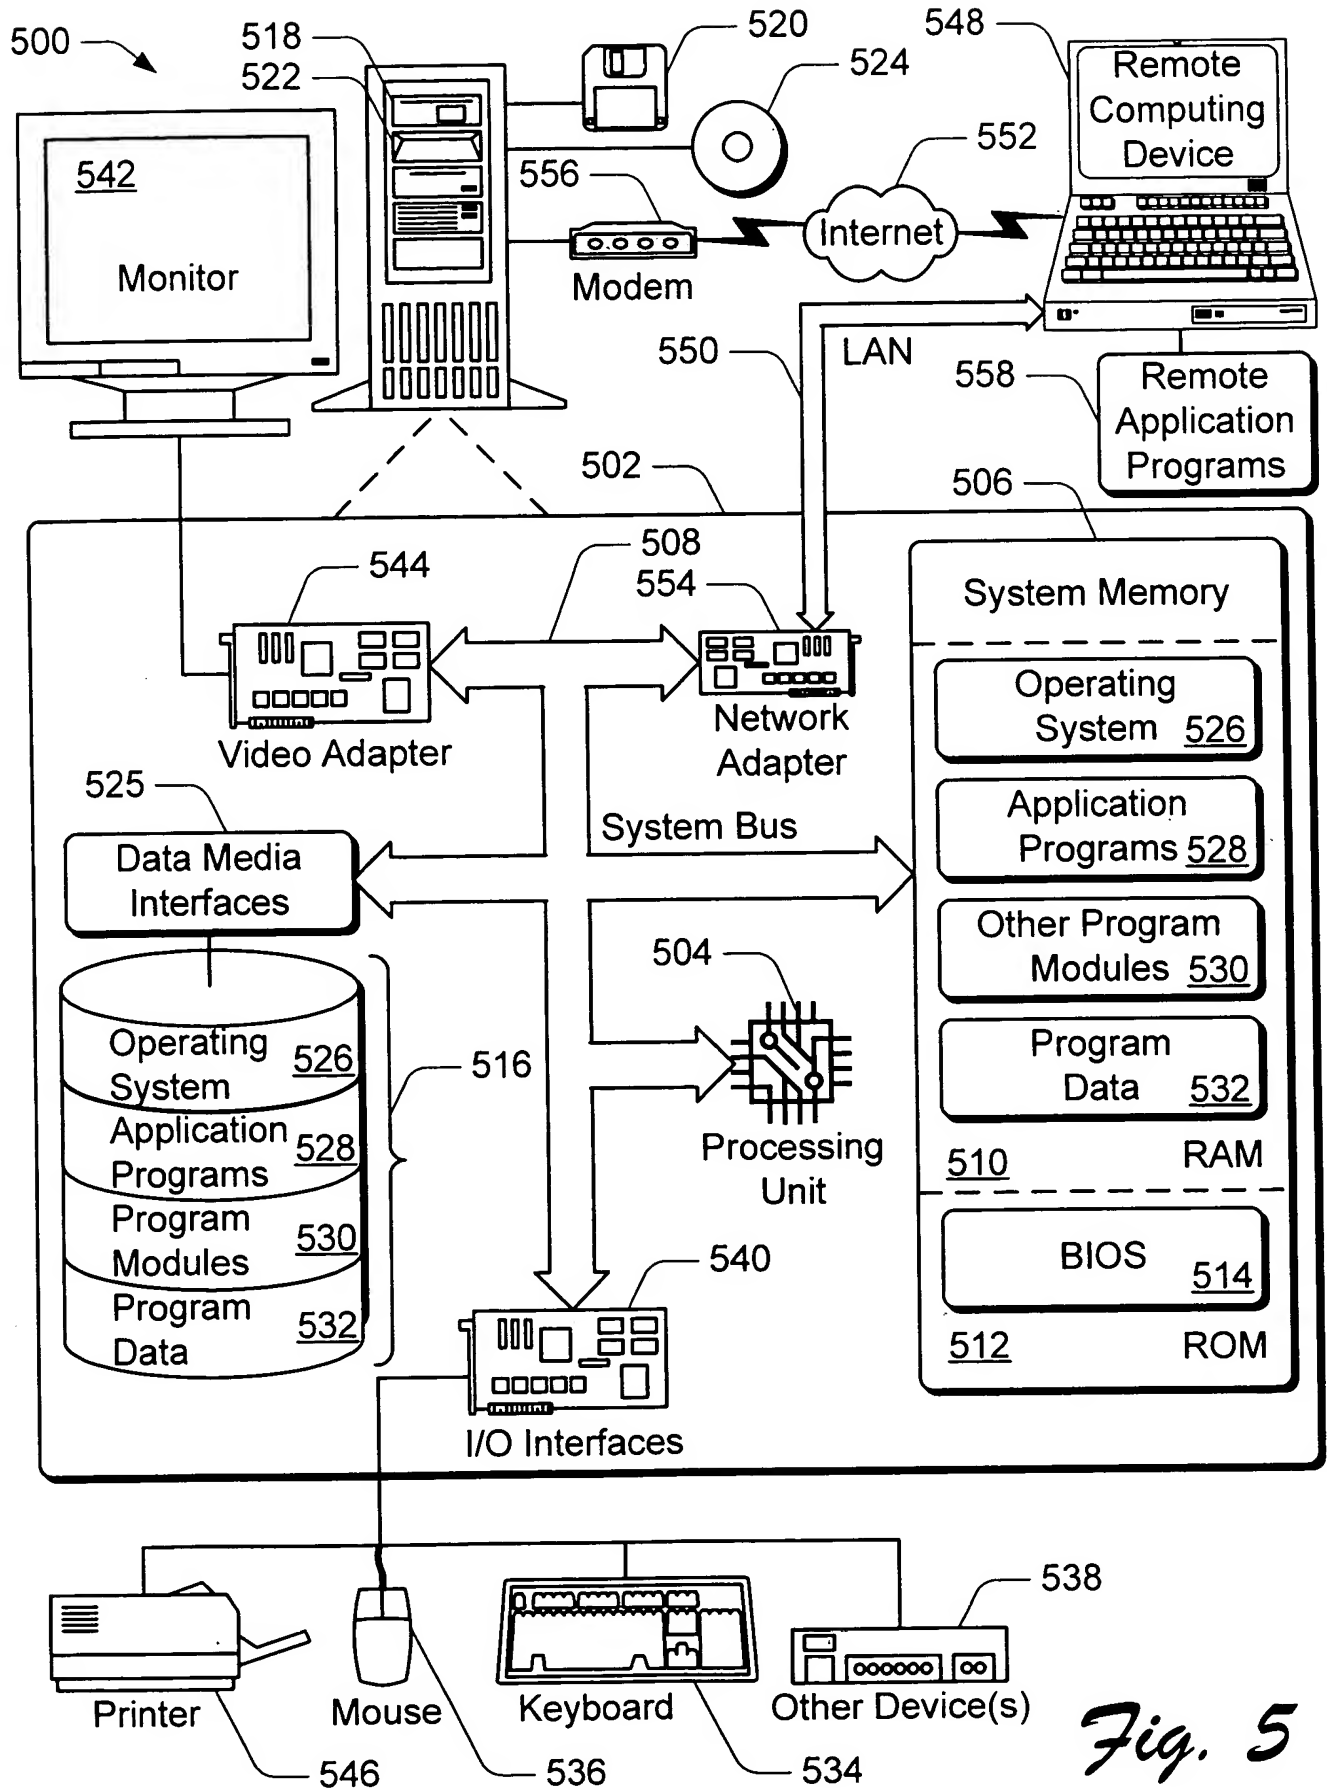 500
518
522
520
524
548
Remote
Computing
Device
542
Monitor
556
Modem
552
Internet
550
LAN
558
Remote
Application
Programs
502
506
508
544
554
Video Adapter
Network
Adapter
System Memory
Operating
System 526
Application
Programs 528
Other Program
Modules 530
Program
Data 532
510 RAM
BIOS 514
512 ROM
525
Data Media
Interfaces
System Bus
504
Processing
Unit
Operating
System 526
Application
Programs 528
Program
Modules 530
Program
Data 532
516
540
I/O Interfaces
538
Printer
Mouse
Keyboard
Other Device(s)
546
536
534
Fig. 5